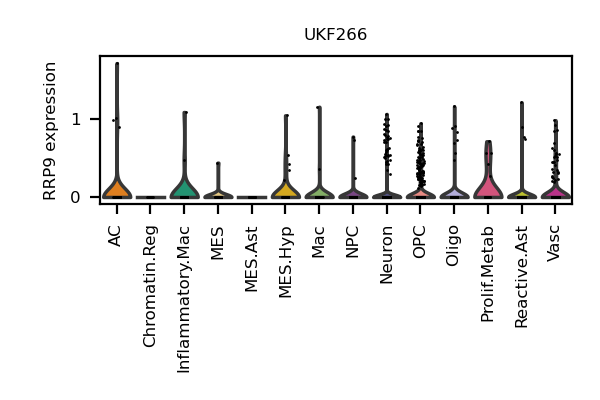 UKF266
RRP9 expression
1
0
AC
Chromatin.Reg
Inflammatory.Mac
MES
MES.Ast
MES.Hyp
Mac
NPC
Neuron
OPC
Oligo
Prolif.Metab
Reactive.Ast
Vasc